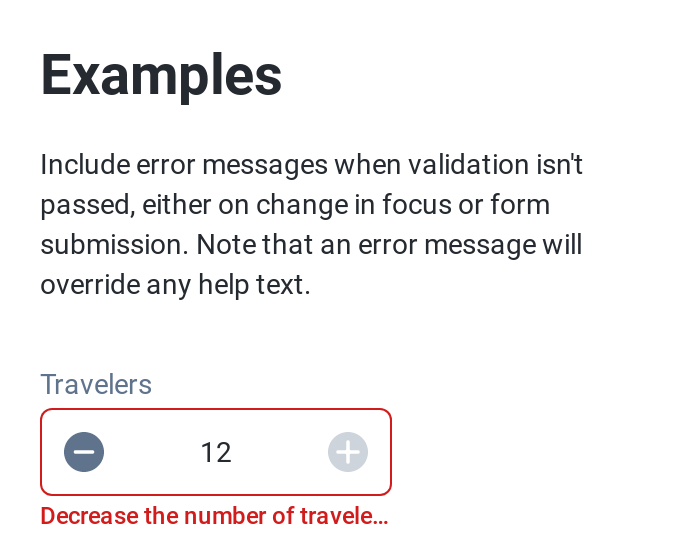 Examples
Include error messages when validation isn't
passed, either on change in focus or form
submission. Note that an error message will
override any help text.
Travelers
12
Decrease the number of travele…